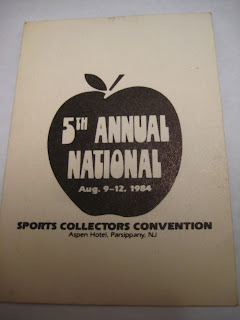 5TH ANNUAL
NATIONAL
Aug. 9-12, 1984
SPORTS COLLECTORS CONVENTION
Aspen Hotel, Parsippany, NJ